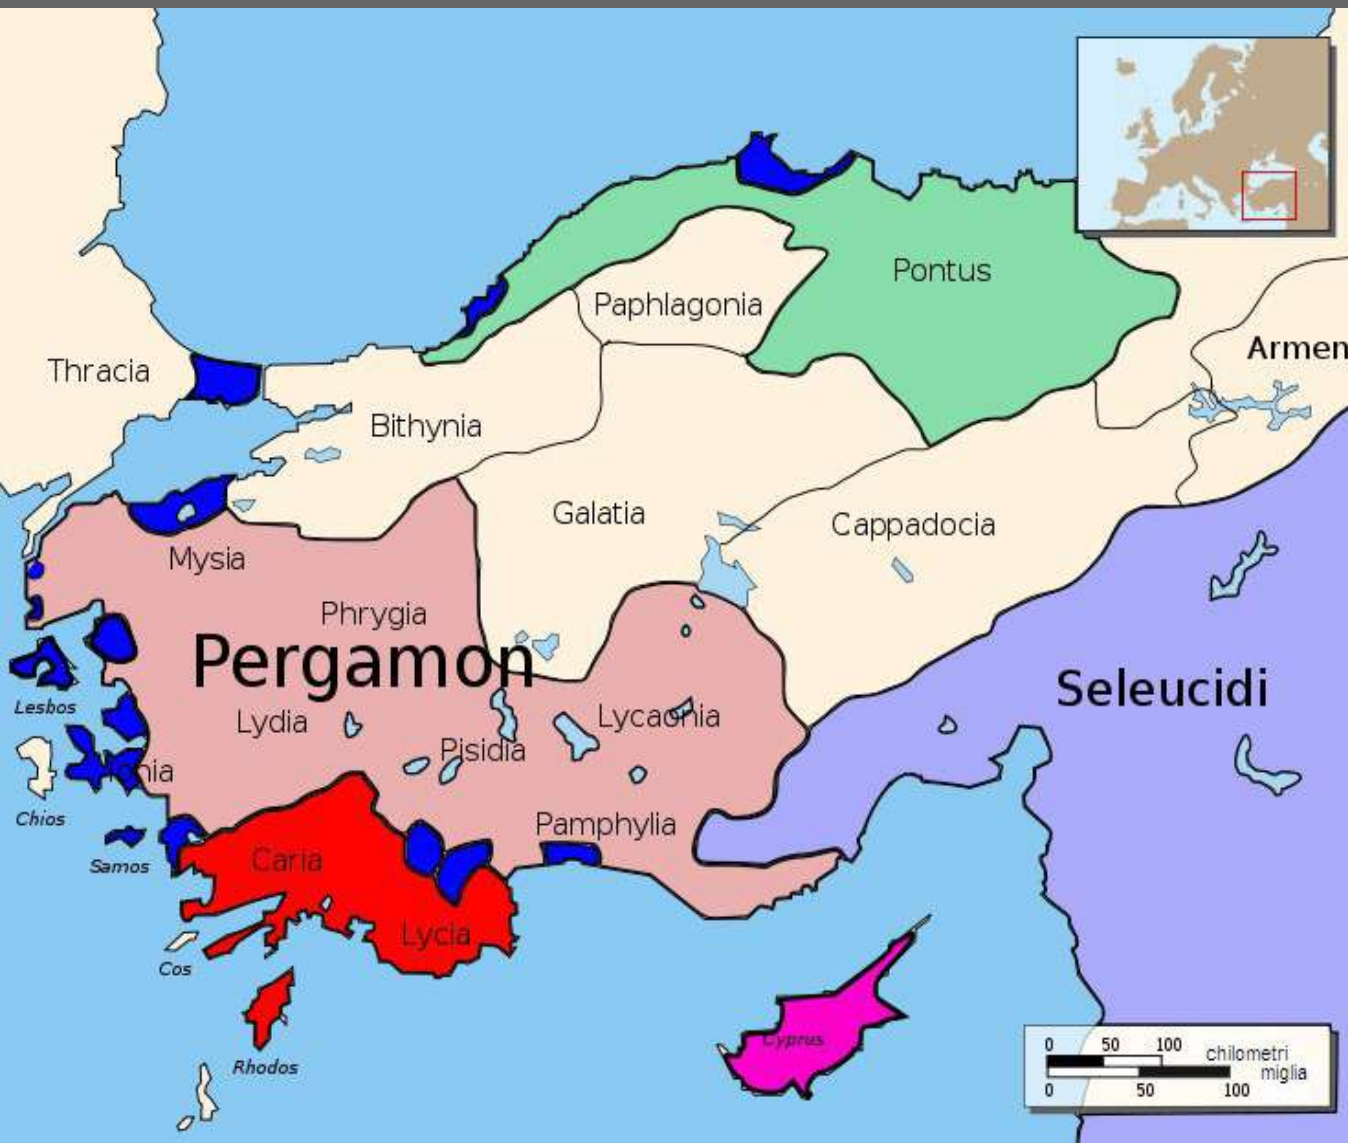 Pontus
Paphlagonia
Armen
Thracia
Bithynia
Galatia
Cappadocia
Mysia
Phrygia
Pergamon
Seleucidi
Lesbos
Lydia
Lycaonia
Pisidia
nia
Chios
Pamphylia
Samos
Caria
Lycia
Cos
Cyprus
Rhodos
0 50 100 chilometri
miglia
0 50 100